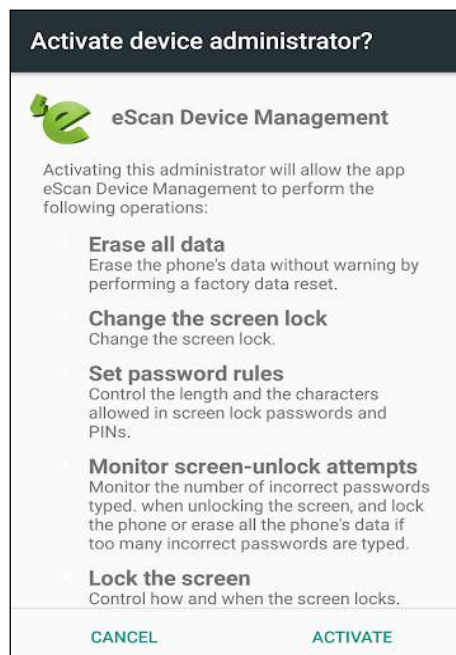 Activate device administrator?
eScan Device Management
Activating this administrator will allow the app
eScan Device Management to perform the
following operations:
Erase all data
Erase the phone's data without warning by
performing a factory data reset.
Change the screen lock
Change the screen lock.
Set password rules
Control the length and the characters
allowed in screen lock passwords and
PINs.
Monitor screen-unlock attempts
Monitor the number of incorrect passwords
typed. when unlocking the screen, and lock
the phone or erase all the phone's data if
too many incorrect passwords are typed.
Lock the screen
Control how and when the screen locks.
CANCEL ACTIVATE